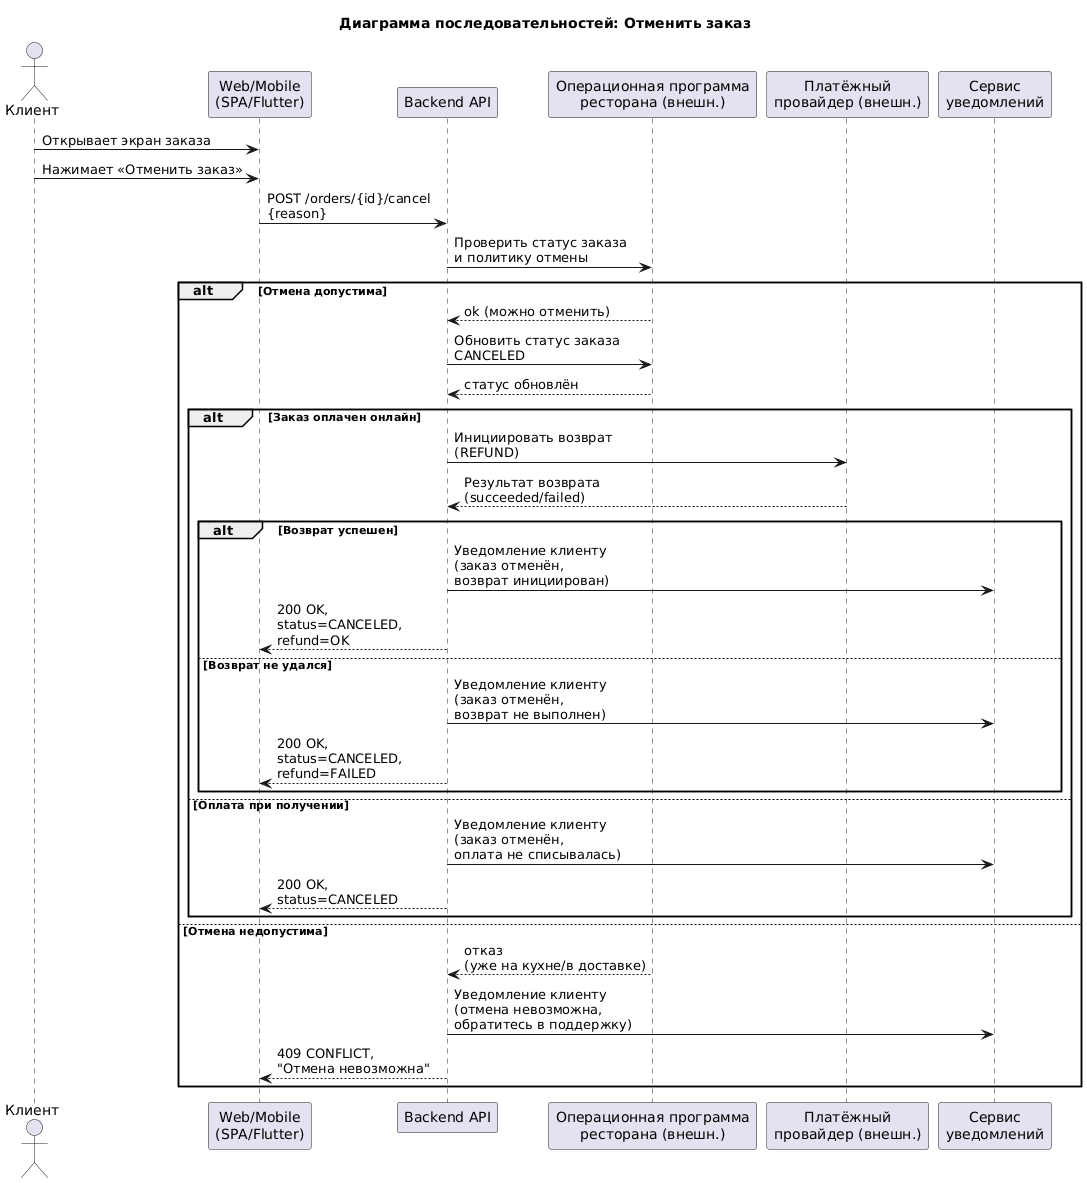 Диаграмма последовательностей: Отменить заказ
Клиент
Web/Mobile
(SPA/Flutter)
Backend API
Операционная программа
ресторана (внешн.)
Платёжный
провайдер (внешн.)
Сервис
уведомлений
Открывает экран заказа
Нажимает «Отменить заказ»
POST /orders/{id}/cancel
{reason}
Проверить статус заказа
и политику отмены
alt
[Отмена допустима]
ok (можно отменить)
Обновить статус заказа
CANCELED
статус обновлён
alt
[Заказ оплачен онлайн]
Инициировать возврат
(REFUND)
Результат возврата
(succeeded/failed)
alt
[Возврат успешен]
Уведомление клиенту
(заказ отменён,
возврат инициирован)
200 OK,
status=CANCELED,
refund=OK
[Возврат не удался]
Уведомление клиенту
(заказ отменён,
возврат не выполнен)
200 OK,
status=CANCELED,
refund=FAILED
[Оплата при получении]
Уведомление клиенту
(заказ отменён,
оплата не списывалась)
200 OK,
status=CANCELED
[Отмена недопустима]
отказ
(уже на кухне/в доставке)
Уведомление клиенту
(отмена невозможна,
обратитесь в поддержку)
409 CONFLICT,
"Отмена невозможна"
Клиент
Web/Mobile
(SPA/Flutter)
Backend API
Операционная программа
ресторана (внешн.)
Платёжный
провайдер (внешн.)
Сервис
уведомлений